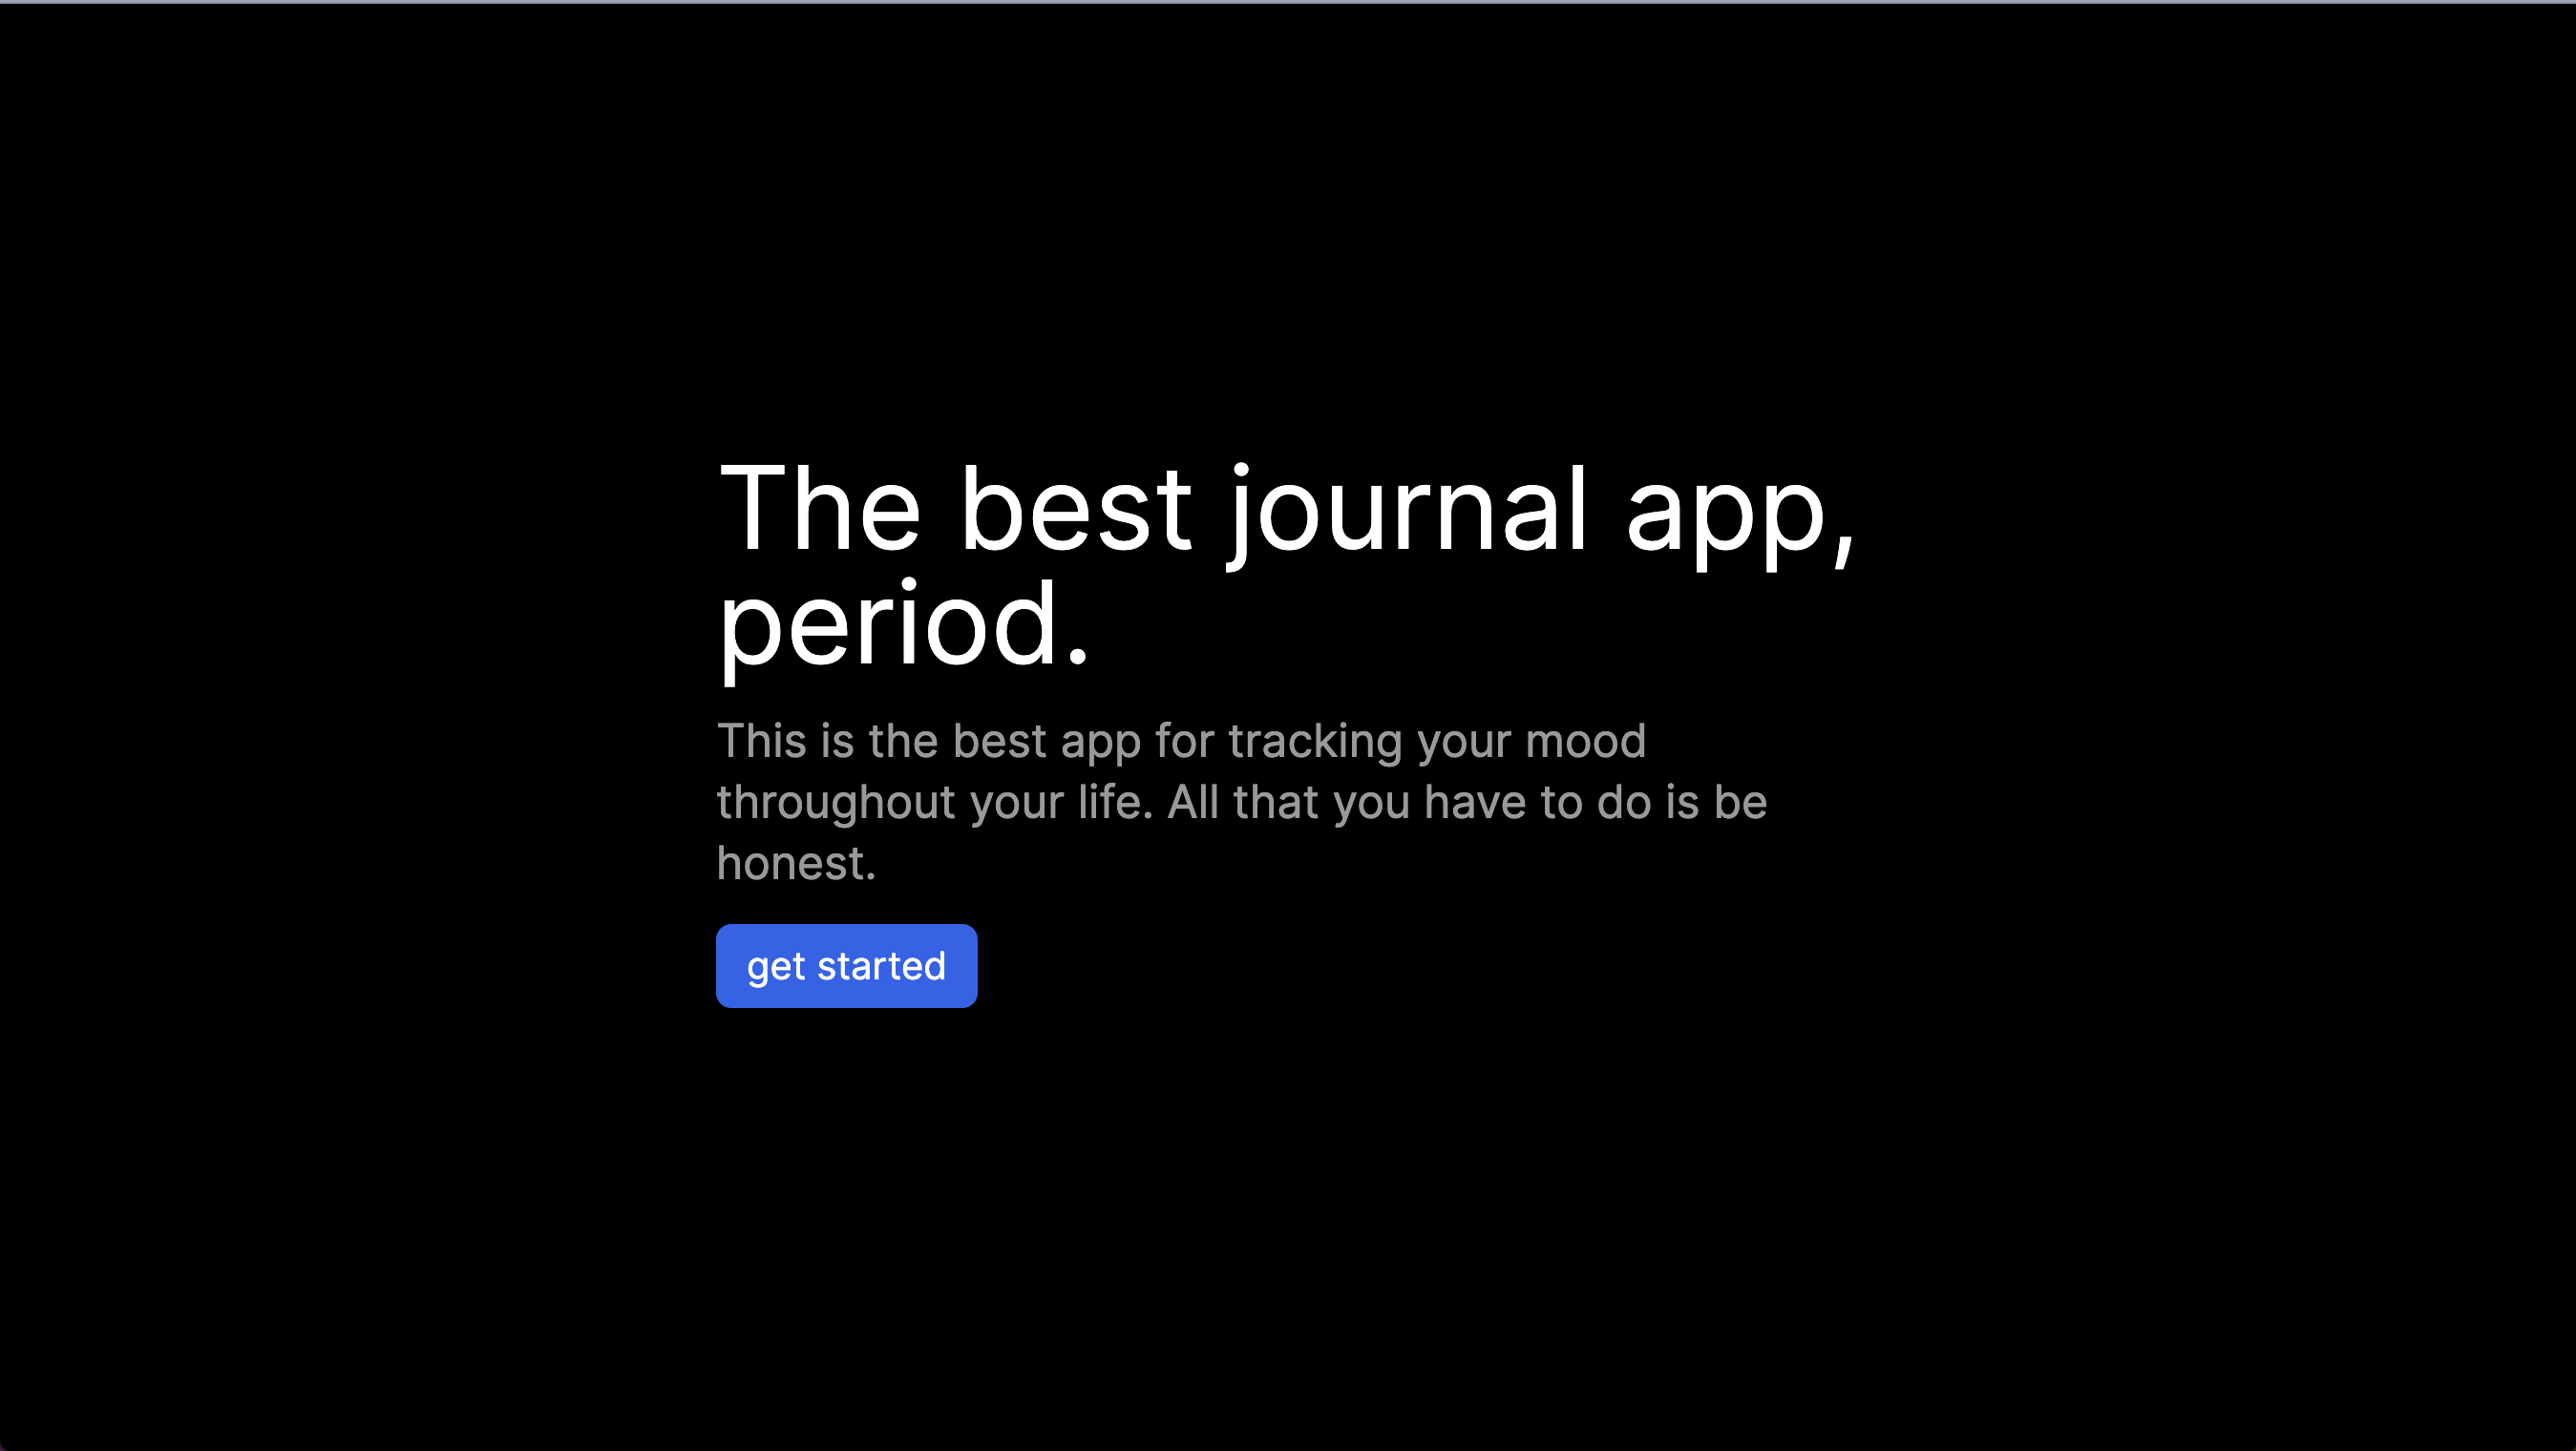 The best journal app,
period.
This is the best app for tracking your mood
throughout your life. All that you have to do is be
honest.
get started